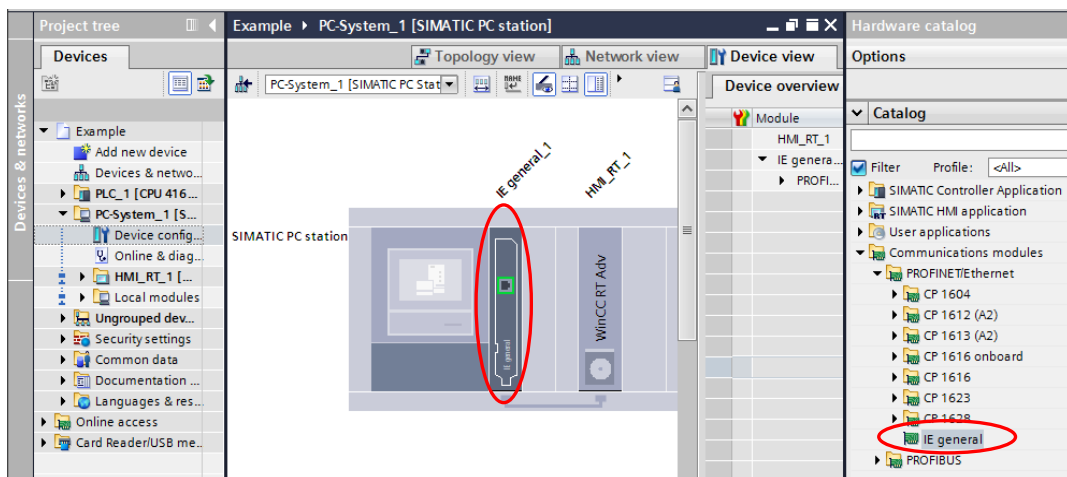 Project tree
Devices
Devices & networks
Example
Add new device
Devices & netwo...
PLC_1 [CPU 416...
PC-System_1 [S...
Device config...
Online & diag...
HMI_RT_1 [...
Local modules
Ungrouped dev...
Security settings
Common data
Documentation ...
Languages & res...
Online access
Card Reader/USB me...
Example PC-System_1 [SIMATIC PC station]
Topology view
Network view
Device view
PC-System_1 [SIMATIC PC Stat
IE general_1
HMI_RT_1
SIMATIC PC station
IE general
WinCC RT Adv
Device overview
Module
HMI_RT_1
IE genera...
PROFI...
Hardware catalog
Options
Catalog
Filter Profile: <All>
SIMATIC Controller Application
SIMATIC HMI application
User applications
Communications modules
PROFINET/Ethernet
CP 1604
CP 1612 (A2)
CP 1613 (A2)
CP 1616 onboard
CP 1616
CP 1623
CP 1628
IE general
PROFIBUS